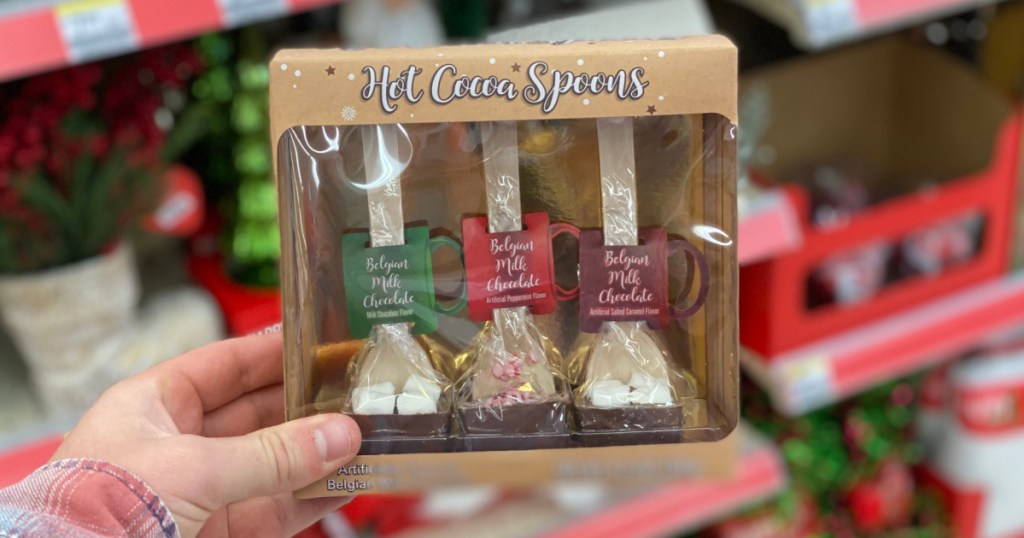 Hot Cocoa Spoons
Belgian
Milk
Chocolate
Milk Chocolate Flavor
Belgian
Milk
Chocolate
Artificial Peppermint Flavor
Belgian
Milk
Chocolate
Artificial Salted Caramel Flavor
Belgian